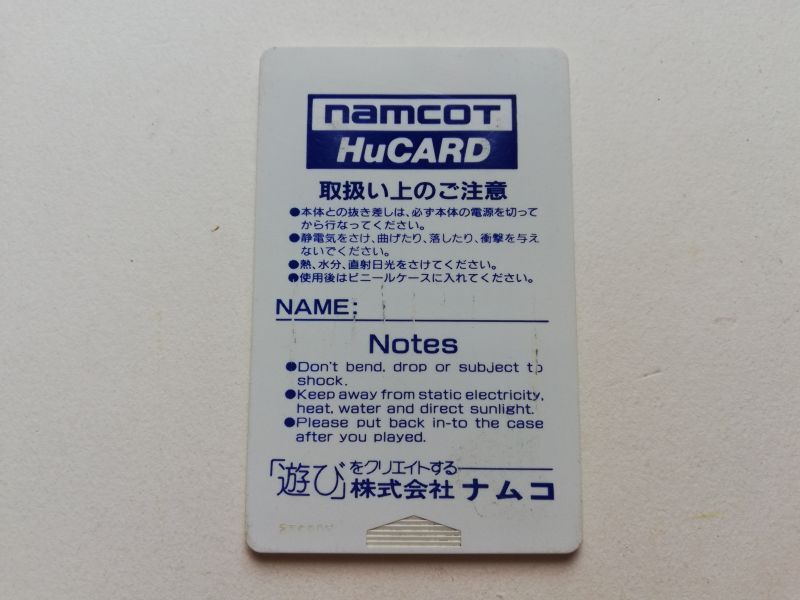 namcoT
HuCARD
取扱い上のご注意
●本体との抜き差しは、必ず本体の電源を切って
から行なってください。
●静電気をさけ、曲げたり、落したり、衝撃を与え
ないでください。
●熱、水分、直射日光をさけてください。
●使用後はビニールケースに入れてください。
NAME:
Notes
●Don't bend, drop or subject to
shock.
●Keep away from static electricity,
heat, water and direct sunlight.
●Please put back in-to the case
after you played.
「遊び」をクリエイトする
株式会社ナムコ